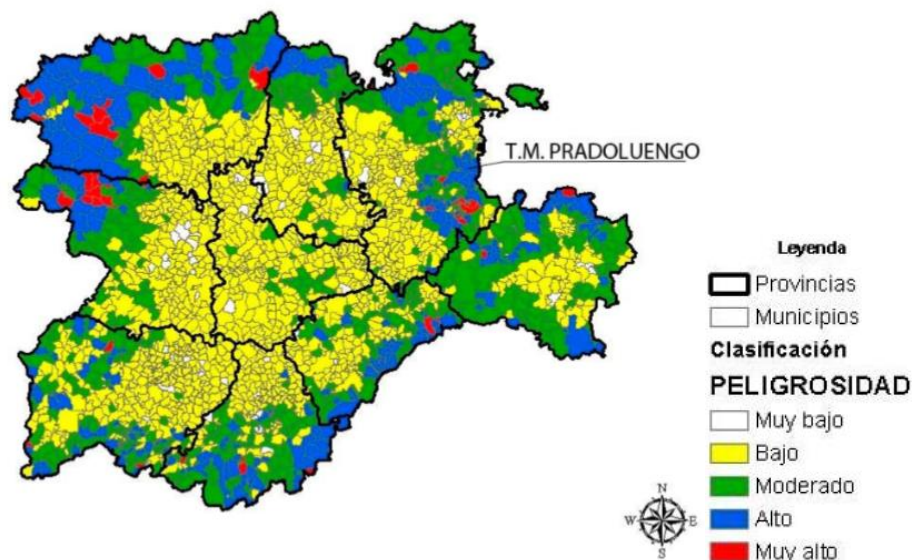 T.M. PRADOLUENGO
Leyenda
Provincias
Municipios
Clasificación
PELIGROSIDAD
Muy bajo
Bajo
Moderado
Alto
Muy alto
N
W E
S